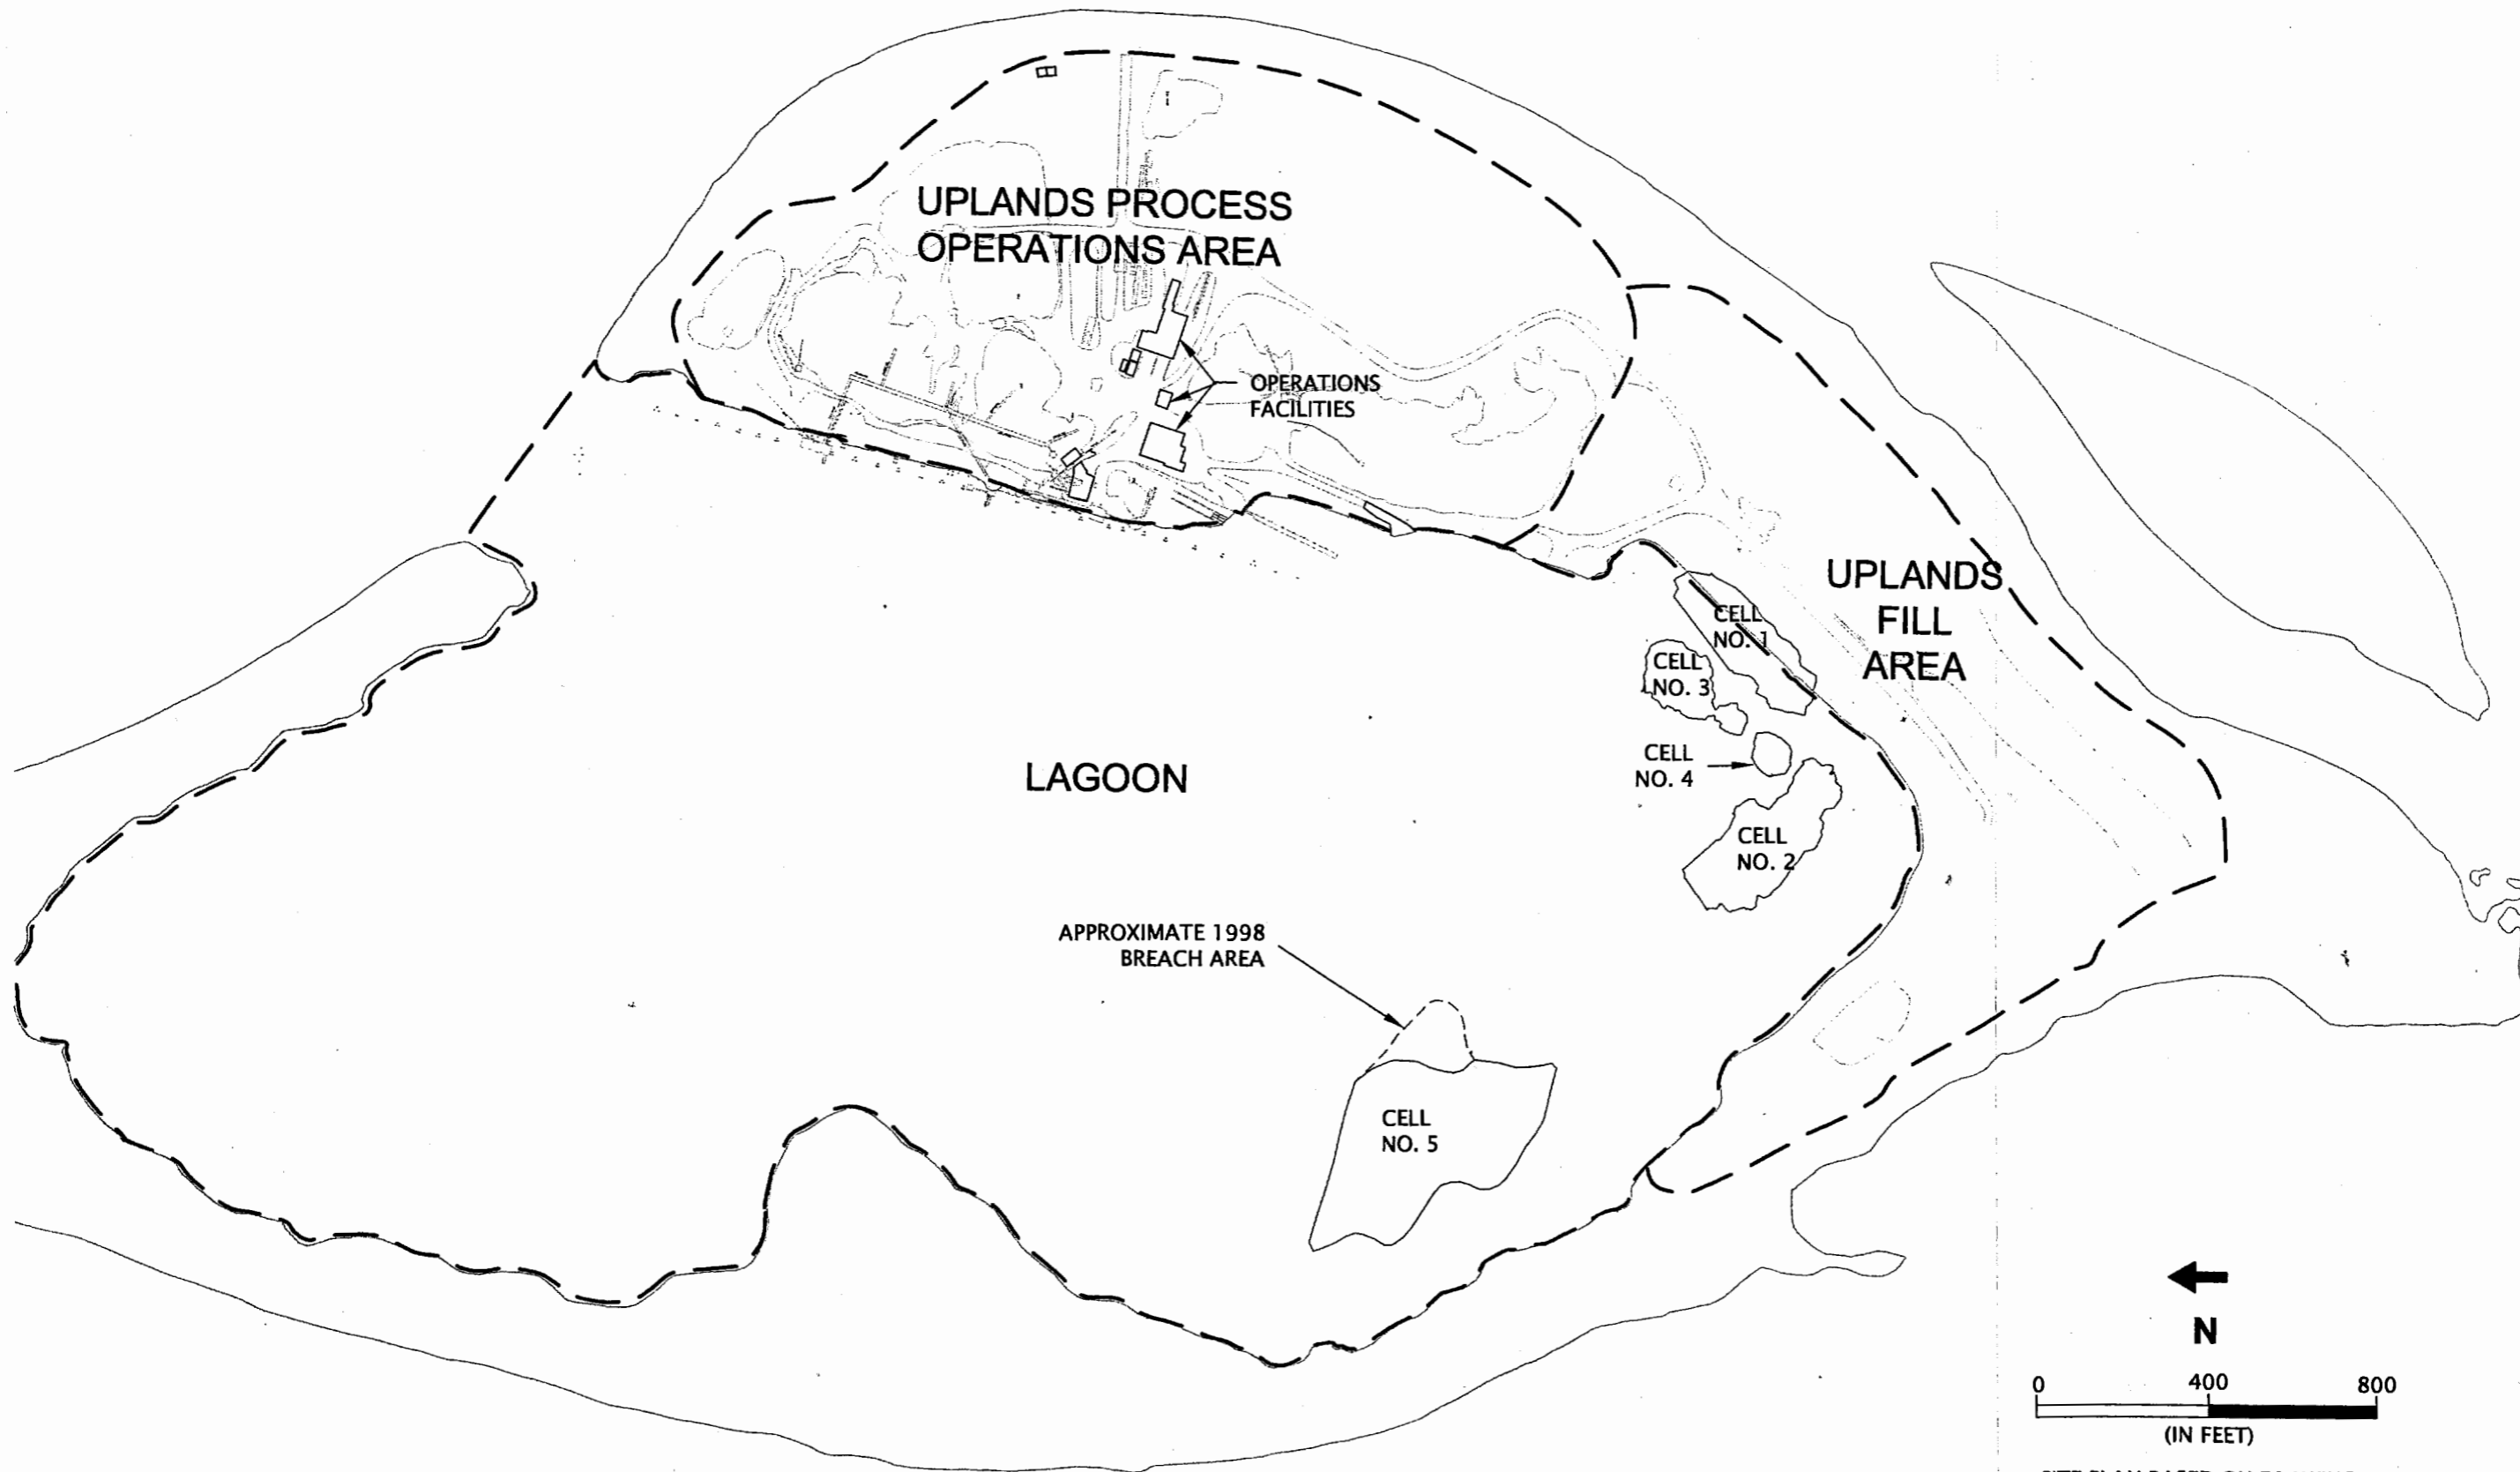 UPLANDS PROCESS
OPERATIONS AREA
OPERATIONS
FACILITIES
UPLANDS
FILL
AREA
CELL
NO. 1
CELL
NO. 3
CELL
NO. 4
CELL
NO. 2
LAGOON
APPROXIMATE 1998
BREACH AREA
CELL
NO. 5
N
0 400 800
(IN FEET)